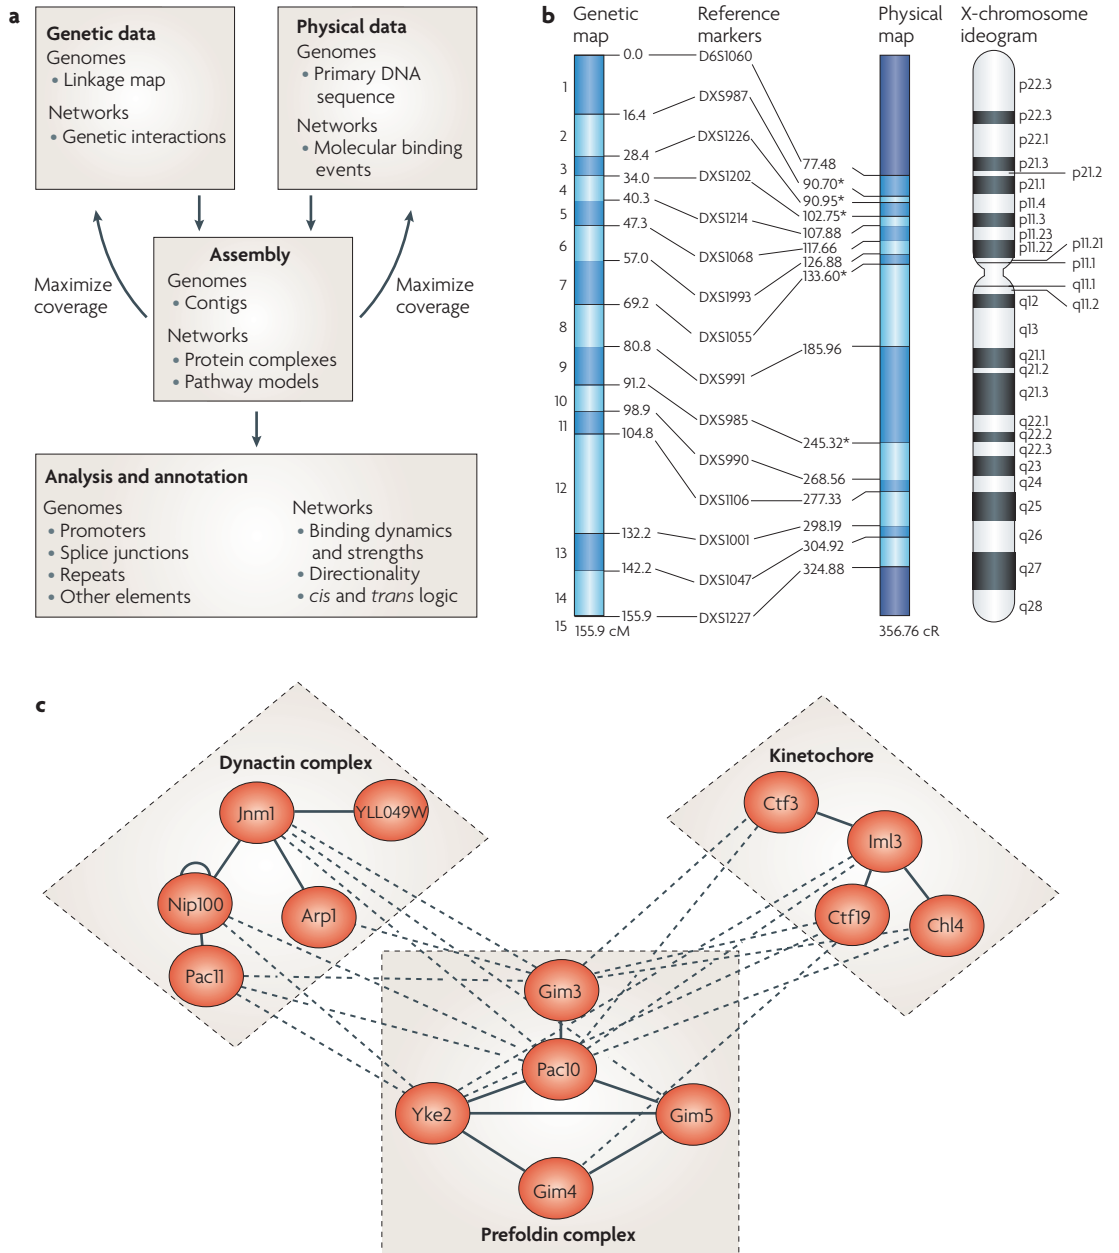 a
Genetic data
Genomes
• Linkage map
Networks
• Genetic interactions
Physical data
Genomes
• Primary DNA
sequence
Networks
• Molecular binding
events
Maximize
coverage
Assembly
Genomes
• Contigs
Networks
• Protein complexes
• Pathway models
Maximize
coverage
Analysis and annotation
Genomes
• Promoters
• Splice junctions
• Repeats
• Other elements
Networks
• Binding dynamics
and strengths
• Directionality
• cis and trans logic
b
Genetic
map
Reference
markers
Physical
map
X-chromosome
ideogram
1
2
3
4
5
6
7
8
9
10
11
12
13
14
15
0.0
16.4
28.4
34.0
40.3
47.3
57.0
69.2
80.8
91.2
98.9
104.8
132.2
142.2
155.9
155.9 cM
D6S1060
DXS987
DXS1226
DXS1202
DXS1214
DXS1068
DXS1993
DXS1055
DXS991
DXS985
DXS990
DXS1106
DXS1001
DXS1047
DXS1227
77.48
90.70*
90.95*
102.75*
107.88
117.66
126.88
133.60*
185.96
245.32*
268.56
277.33
298.19
304.92
324.88
356.76 cR
p22.3
p22.3
p22.1
p21.3
p21.2
p21.1
p11.4
p11.3
p11.23
p11.22
p11.21
p11.1
q11.1
q11.2
q12
q13
q21.1
q21.2
q21.3
q22.1
q22.2
q22.3
q23
q24
q25
q26
q27
q28
c
Dynactin complex
Jnm1
YLL049W
Nip100
Arp1
Pac11
Kinetochore
Ctf3
Iml3
Ctf19
Chl4
Gim3
Pac10
Yke2
Gim5
Gim4
Prefoldin complex